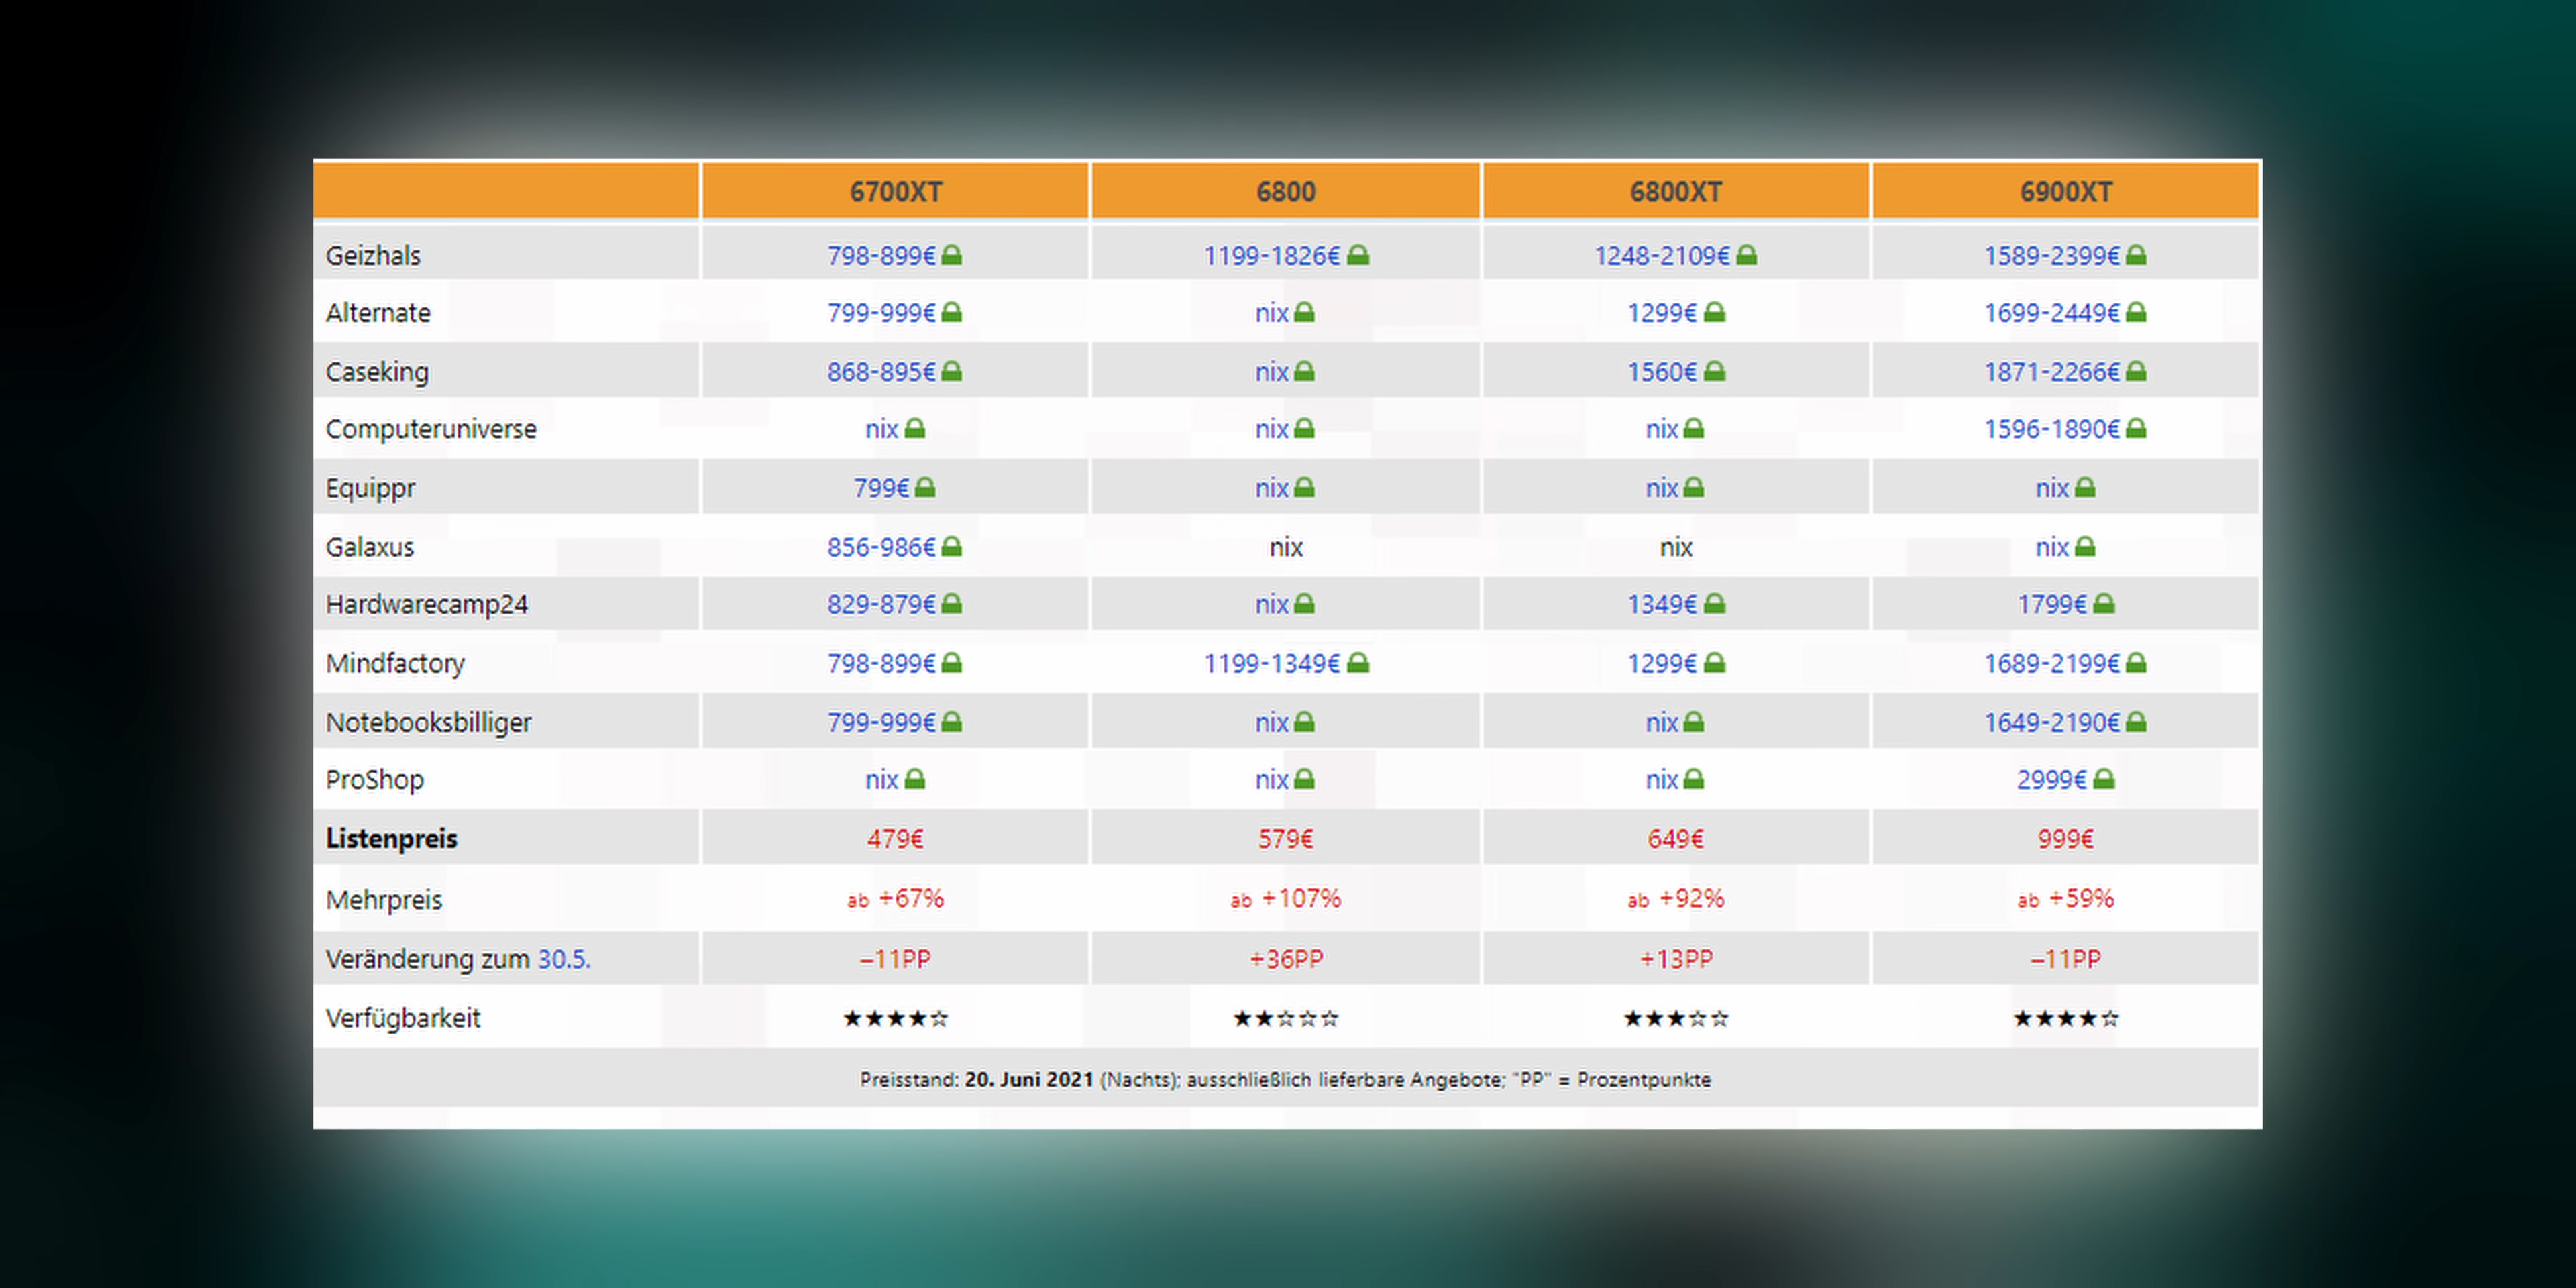 6700XT 6800 6800XT 6900XT
Geizhals 798-899€ 1199-1826€ 1248-2109€ 1589-2399€
Alternate 799-999€ nix 1299€ 1699-2449€
Caseking 868-895€ nix 1560€ 1871-2266€
Computeruniverse nix nix nix 1596-1890€
Equippr 799€ nix nix nix
Galaxus 856-986€ nix nix nix
Hardwarecamp24 829-879€ nix 1349€ 1799€
Mindfactory 798-899€ 1199-1349€ 1299€ 1689-2199€
Notebooksbilliger 799-999€ nix nix 1649-2190€
ProShop nix nix nix 2999€
Listenpreis 479€ 579€ 649€ 999€
Mehrpreis ab +67% ab +107% ab +92% ab +59%
Veränderung zum 30.5. –11PP +36PP +13PP –11PP
Verfügbarkeit ★★★★☆ ★★☆☆☆ ★★★☆☆ ★★★★☆
Preisstand: 20. Juni 2021 (Nachts); ausschließlich lieferbare Angebote; "PP" = Prozentpunkte